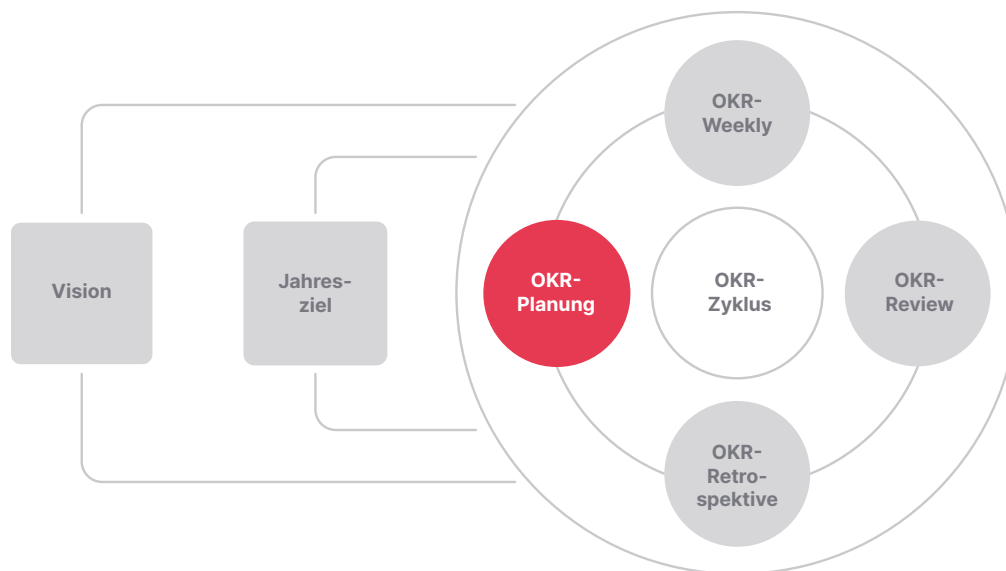 OKR-
Weekly
Vision
Jahres-
ziel
OKR-
Planung
OKR-
Zyklus
OKR-
Review
OKR-
Retro-
spektive